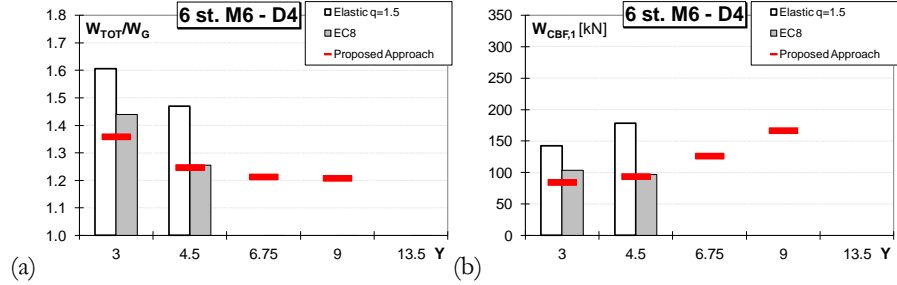 6 st. M6 - D4
W_TOT/W_G
Elastic q=1.5
EC8
Proposed Approach
1.8
1.7
1.6
1.5
1.4
1.3
1.2
1.1
1.0
3 4.5 6.75 9 13.5 Y
(a)
6 st. M6 - D4
W_CBF,1 [kN]
Elastic q=1.5
EC8
Proposed Approach
350
300
250
200
150
100
50
0
3 4.5 6.75 9 13.5 Y
(b)